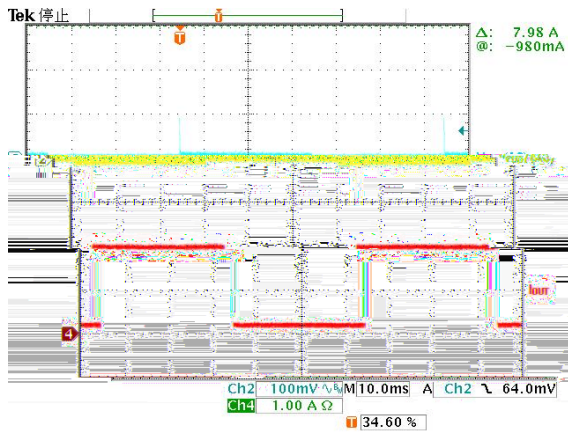 Tek 停止
T
T
Δ: 7.98 A
@: -980mA
4
IOUT
Ch2 100mV M 10.0ms A Ch2 64.0mV
Ch4 1.00 A Ω
T 34.60 %